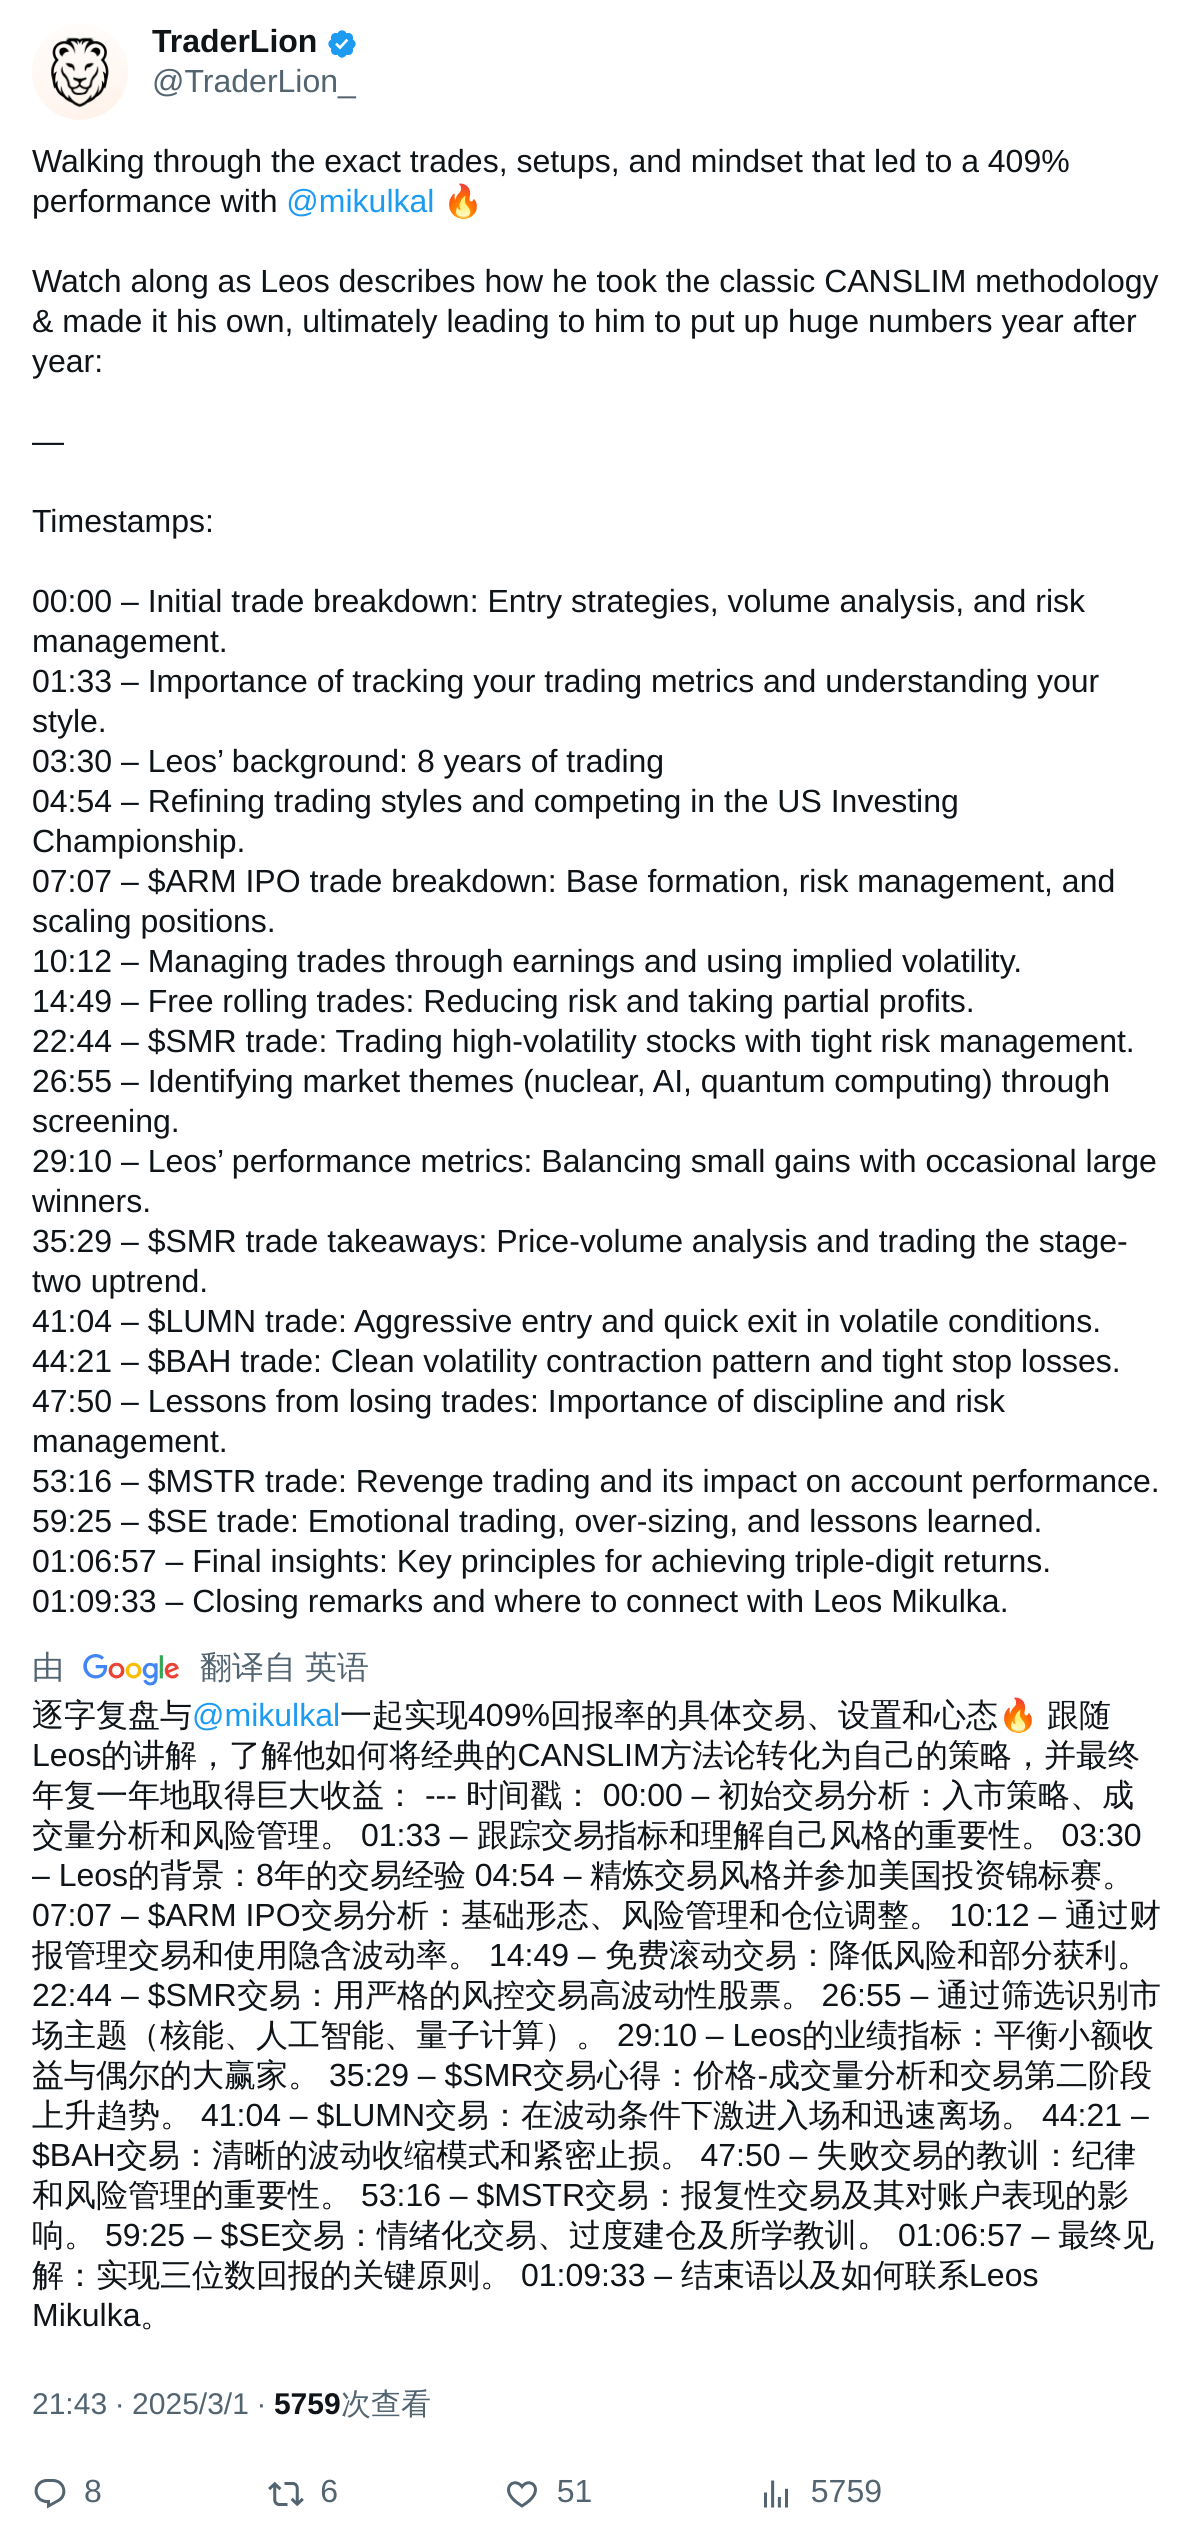 TraderLion
@TraderLion_
Walking through the exact trades, setups, and mindset that led to a 409%
performance with @mikulkal 🔥
Watch along as Leos describes how he took the classic CANSLIM methodology
& made it his own, ultimately leading to him to put up huge numbers year after
year:
—
Timestamps:
00:00 – Initial trade breakdown: Entry strategies, volume analysis, and risk
management.
01:33 – Importance of tracking your trading metrics and understanding your
style.
03:30 – Leos’ background: 8 years of trading
04:54 – Refining trading styles and competing in the US Investing
Championship.
07:07 – $ARM IPO trade breakdown: Base formation, risk management, and
scaling positions.
10:12 – Managing trades through earnings and using implied volatility.
14:49 – Free rolling trades: Reducing risk and taking partial profits.
22:44 – $SMR trade: Trading high-volatility stocks with tight risk management.
26:55 – Identifying market themes (nuclear, AI, quantum computing) through
screening.
29:10 – Leos’ performance metrics: Balancing small gains with occasional large
winners.
35:29 – $SMR trade takeaways: Price-volume analysis and trading the stage-
two uptrend.
41:04 – $LUMN trade: Aggressive entry and quick exit in volatile conditions.
44:21 – $BAH trade: Clean volatility contraction pattern and tight stop losses.
47:50 – Lessons from losing trades: Importance of discipline and risk
management.
53:16 – $MSTR trade: Revenge trading and its impact on account performance.
59:25 – $SE trade: Emotional trading, over-sizing, and lessons learned.
01:06:57 – Final insights: Key principles for achieving triple-digit returns.
01:09:33 – Closing remarks and where to connect with Leos Mikulka.
由 Google 翻译自 英语
逐字复盘与@mikulkal一起实现409%回报率的具体交易、设置和心态🔥 跟随
Leos的讲解，了解他如何将经典的CANSLIM方法论转化为自己的策略，并最终
年复一年地取得巨大收益： --- 时间戳： 00:00 – 初始交易分析：入市策略、成
交量分析和风险管理。 01:33 – 跟踪交易指标和理解自己风格的重要性。 03:30
– Leos的背景：8年的交易经验 04:54 – 精炼交易风格并参加美国投资锦标赛。
07:07 – $ARM IPO交易分析：基础形态、风险管理和仓位调整。 10:12 – 通过财
报管理交易和使用隐含波动率。 14:49 – 免费滚动交易：降低风险和部分获利。
22:44 – $SMR交易：用严格的风控交易高波动性股票。 26:55 – 通过筛选识别市
场主题（核能、人工智能、量子计算）。 29:10 – Leos的业绩指标：平衡小额收
益与偶尔的大赢家。 35:29 – $SMR交易心得：价格-成交量分析和交易第二阶段
上升趋势。 41:04 – $LUMN交易：在波动条件下激进入场和迅速离场。 44:21 –
$BAH交易：清晰的波动收缩模式和紧密止损。 47:50 – 失败交易的教训：纪律
和风险管理的重要性。 53:16 – $MSTR交易：报复性交易及其对账户表现的影
响。 59:25 – $SE交易：情绪化交易、过度建仓及所学教训。 01:06:57 – 最终见
解：实现三位数回报的关键原则。 01:09:33 – 结束语以及如何联系Leos
Mikulka。
21:43 · 2025/3/1 · 5759次查看
8 6 51 5759